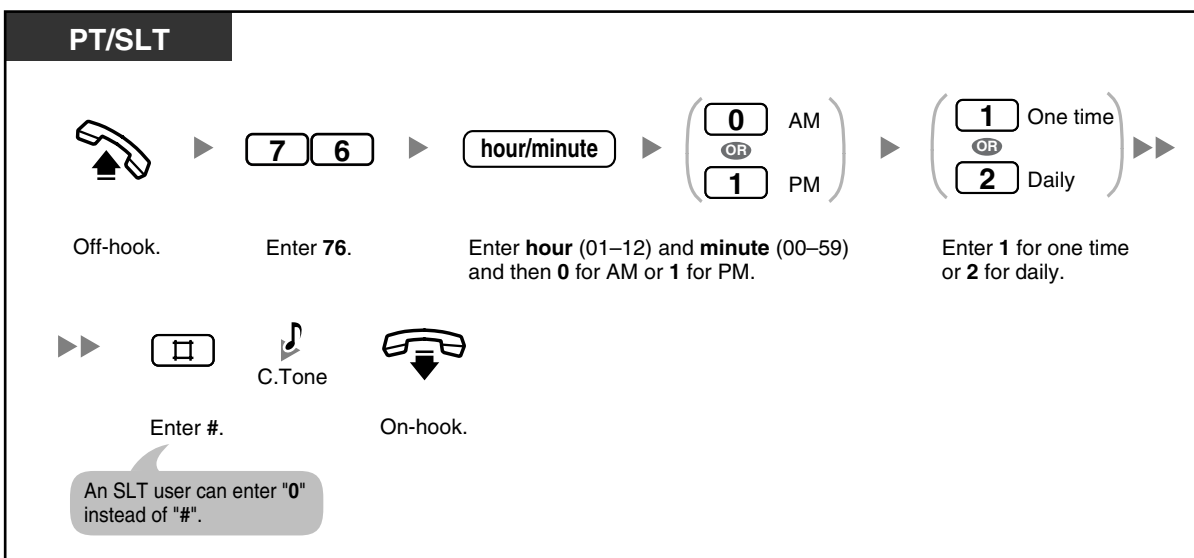 PT/SLT
7 6
hour/minute
0 AM
OR
1 PM
1 One time
OR
2 Daily
Off-hook.
Enter 76.
Enter hour (01–12) and minute (00–59)
and then 0 for AM or 1 for PM.
Enter 1 for one time
or 2 for daily.
#
C.Tone
Enter #.
On-hook.
An SLT user can enter "0"
instead of "#".